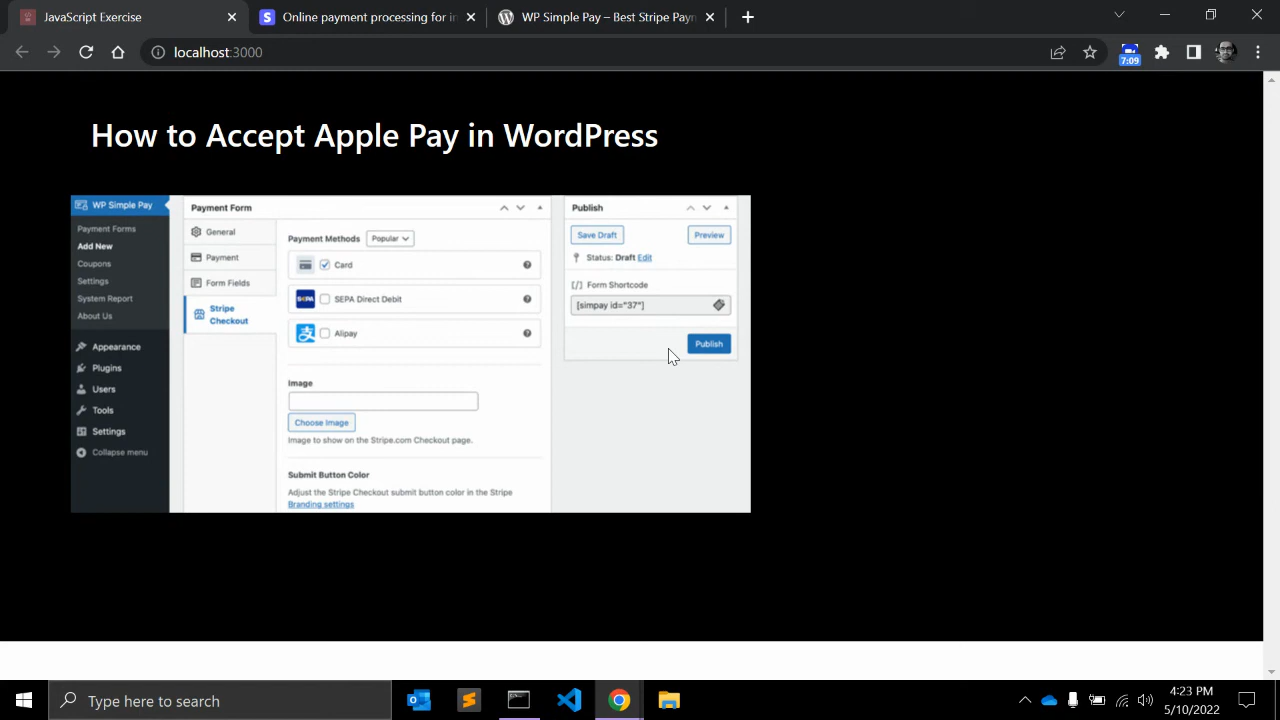 JavaScript Exercise
Online payment processing for in
WP Simple Pay – Best Stripe Payn
localhost:3000
7:09
How to Accept Apple Pay in WordPress
WP Simple Pay
Payment Forms
Add New
Coupons
Settings
System Report
About Us
Appearance
Plugins
Users
Tools
Settings
Collapse menu
Payment Form
General
Payment
Form Fields
Stripe
Checkout
Payment Methods Popular
Card
SEPA SEPA Direct Debit
Alipay
Image
Choose Image
Image to show on the Stripe.com Checkout page.
Submit Button Color
Adjust the Stripe Checkout submit button color in the Stripe
Branding settings
Publish
Save Draft Preview
Status: Draft Edit
[/] Form Shortcode
[simpay id="37"]
Publish
Type here to search
4:23 PM
5/10/2022